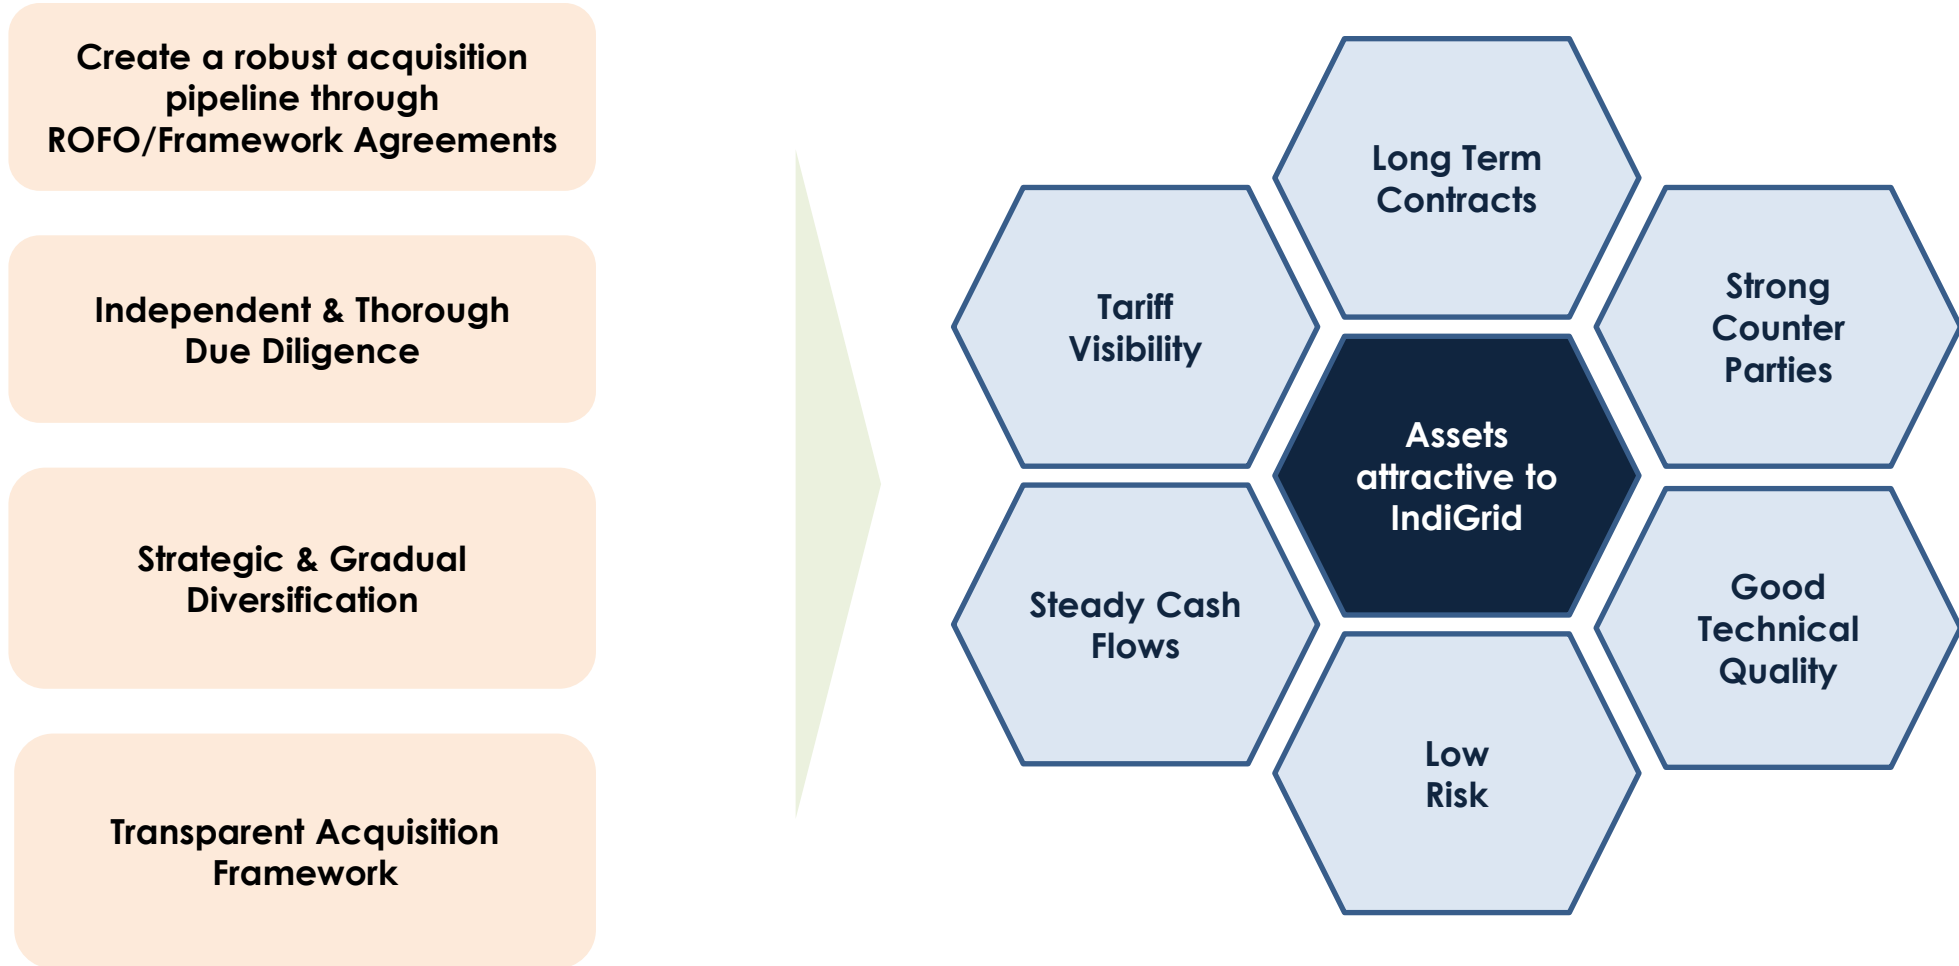 Create a robust acquisition
pipeline through
ROFO/Framework Agreements
Independent & Thorough
Due Diligence
Strategic & Gradual
Diversification
Transparent Acquisition
Framework
Long Term
Contracts
Tariff
Visibility
Strong
Counter
Parties
Assets
attractive to
IndiGrid
Steady Cash
Flows
Good
Technical
Quality
Low
Risk